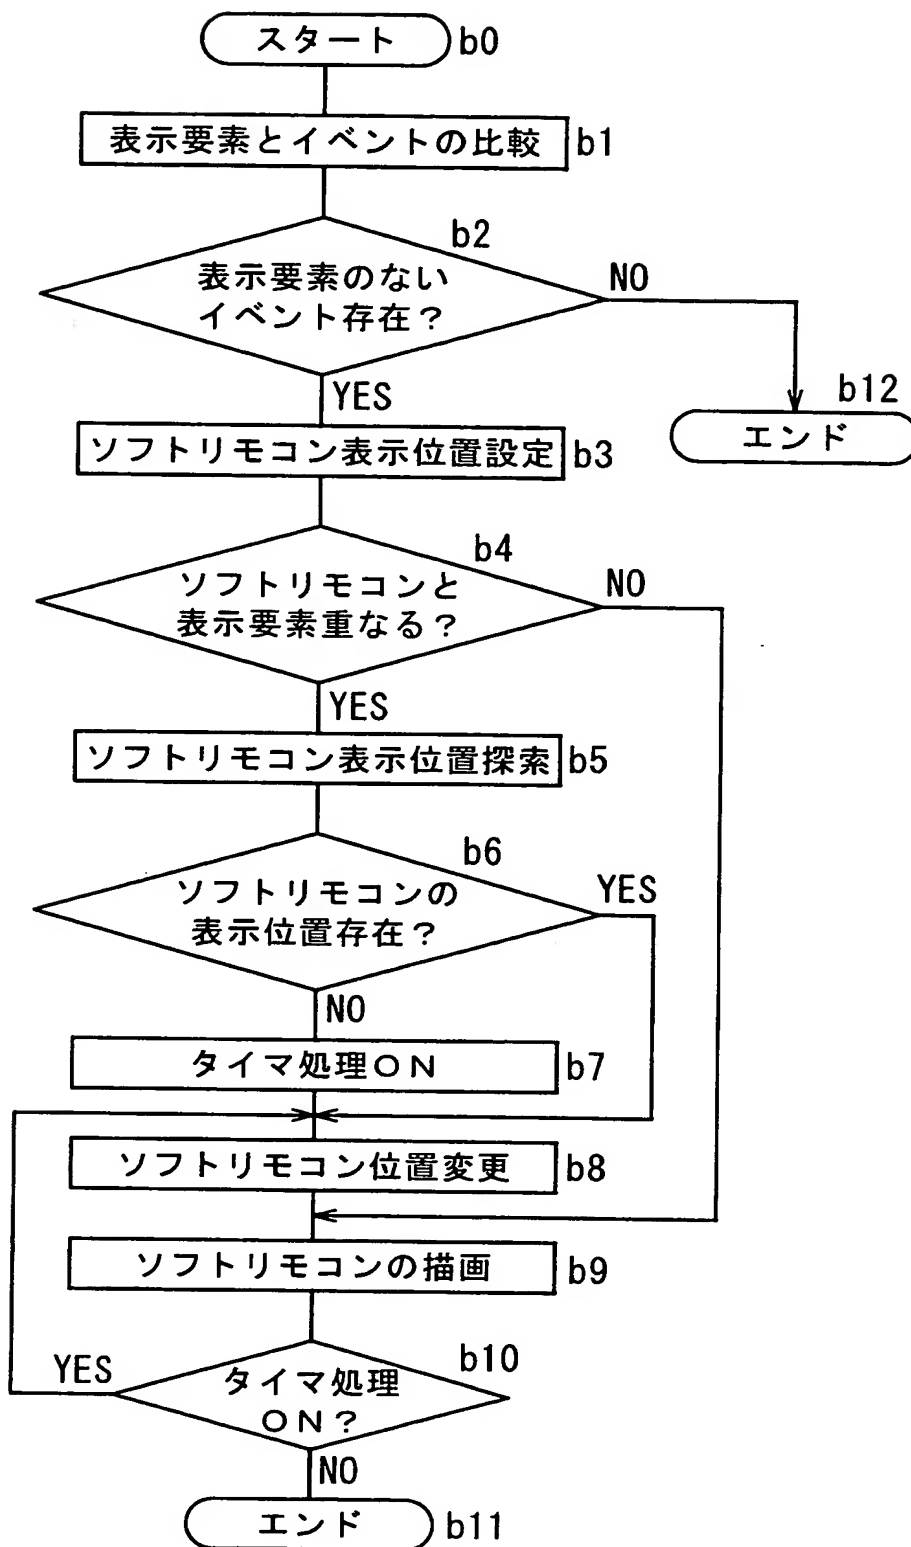 スタート b0
表示要素とイベントの比較 b1
b2
表示要素のない
イベント存在？
NO
YES
b12
エンド
ソフトリモコン表示位置設定 b3
b4
ソフトリモコンと
表示要素重なる？
NO
YES
ソフトリモコン表示位置探索 b5
b6
ソフトリモコンの
表示位置存在？
YES
NO
タイマ処理ON b7
ソフトリモコン位置変更 b8
ソフトリモコンの描画 b9
b10
タイマ処理
ON？
YES
NO
エンド b11